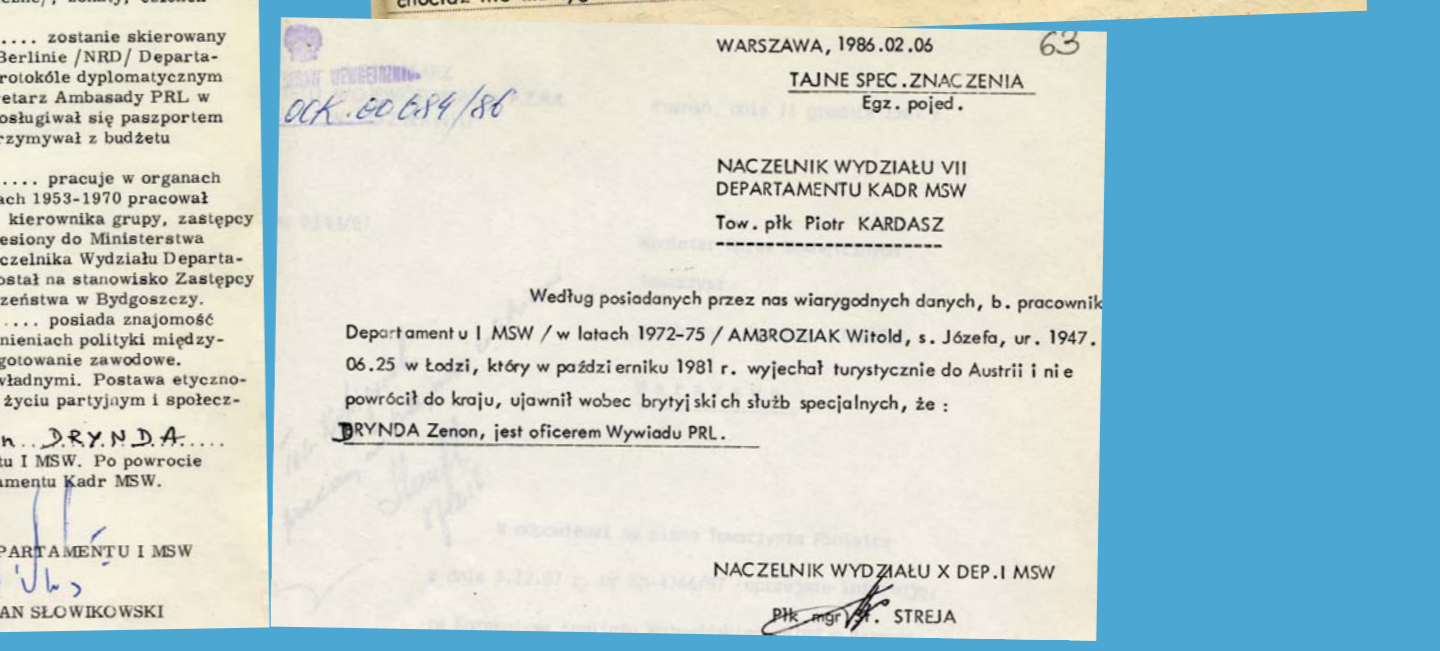 .... zostanie skierowany
Berlinie /NRD/ Departa-
rotokóle dyplomatycznym
etarz Ambasady PRL w
osługiwał się paszportem
rzymywał z budżetu
.... pracuje w organach
ach 1953-1970 pracował
kierownika grupy, zastępcy
esiony do Ministerstwa
czelnika Wydziału Departa-
ostał na stanowisko Zastępcy
zeństwa w Bydgoszczy.
.... posiada znajomość
nieniach polityki między-
gotowanie zawodowe.
władnymi. Postawa etyczno-
życiu partyjnym i społecz-
n .. DRYNDA ....
tu I MSW. Po powrocie
amentu Kadr MSW.
PARTAMENTU I MSW
AN SŁOWIKOWSKI
WARSZAWA, 1986.02.06
63
TAJNE SPEC.ZNACZENIA
Egz. pojed.
OCK.00684/86
NACZELNIK WYDZIAŁU VII
DEPARTAMENTU KADR MSW
Tow. płk Piotr KARDASZ
Według posiadanych przez nas wiarygodnych danych, b. pracownik
Departamentu I MSW /w latach 1972-75 / AM3ROZIAK Witold, s. Józefa, ur. 1947.
06.25 w Łodzi, który w październiku 1981 r. wyjechał turystycznie do Austrii i nie
powrócił do kraju, ujawnił wobec brytyjskich służb specjalnych, że :
DRYNDA Zenon, jest oficerem Wywiadu PRL.
NACZELNIK WYDZIAŁU X DEP.I MSW
Płk mgr St. STREJA